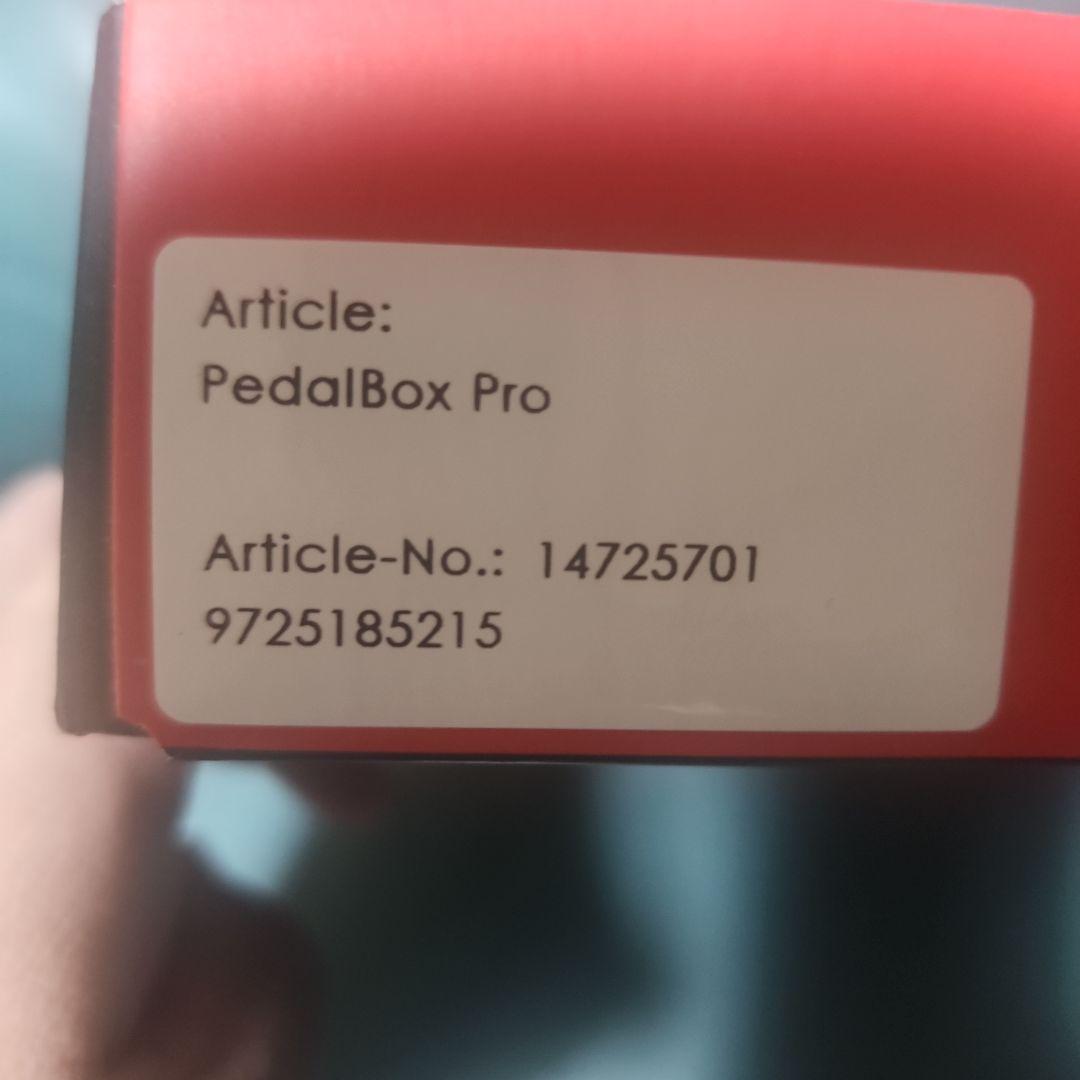 Article:
PedalBox Pro
Article-No.: 14725701
9725185215